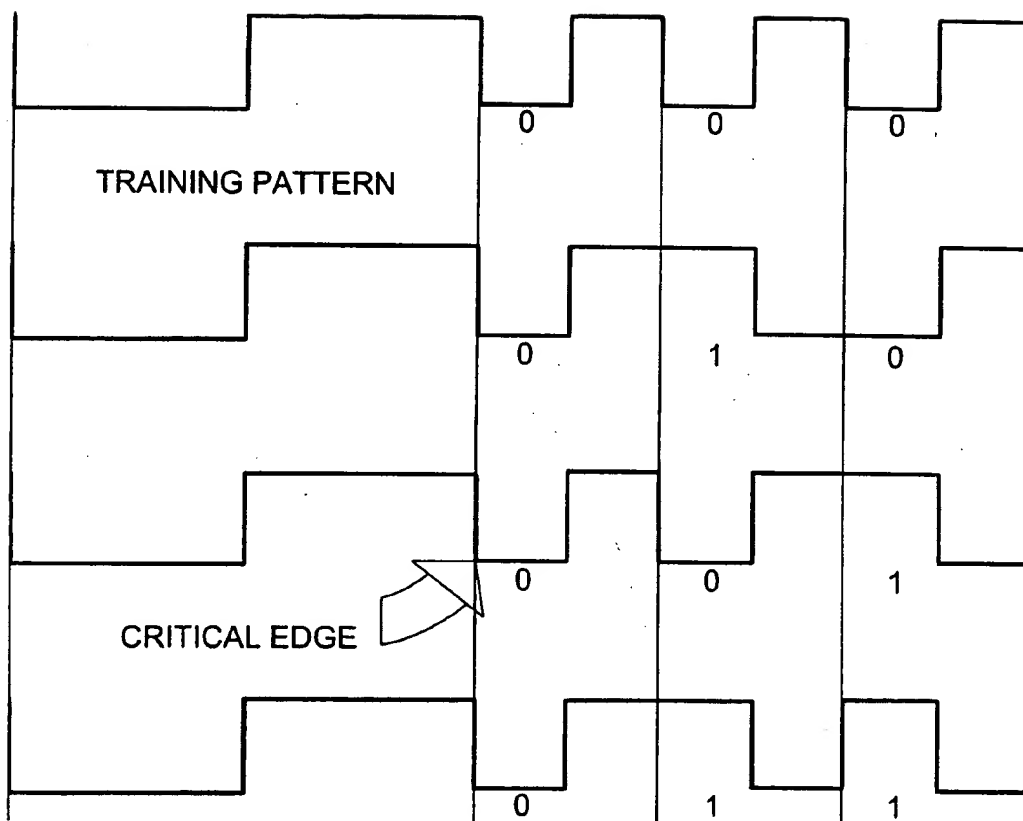 0 0 0
TRAINING PATTERN
0 1 0
0 0 1
CRITICAL EDGE
0 1 1